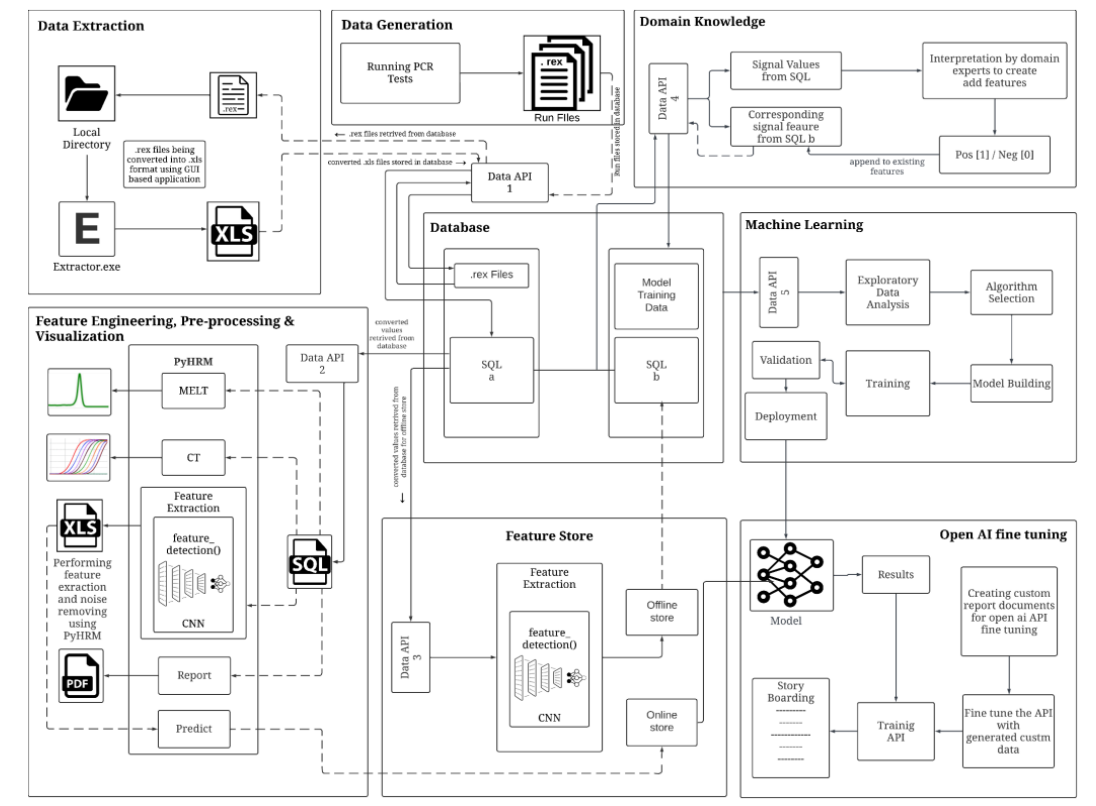 Data Extraction
.rex
Local
Directory
.rex files being
converted into .xls
format using GUI
based application
E
XLS
Extractor.exe
Data Generation
Running PCR
Tests
. rex
Run FIles
Run files stored in database
← .rex files retrived from database
converted .xls files stored in database →
Data API
1
Domain Knowledge
Data API
4
Signal Values
from SQL
Interpretation by domain
experts to create
add features
Corresponding
signal feaure
from SQL b
Pos [1] / Neg [0]
append to existing
features
Database
.rex Files
SQL
a
Model
Training
Data
SQL
b
converted
values
retrived from
database
converted values retrived from
database for offline store
Machine Learning
Data API
5
Exploratory
Data
Analysis
Algorithm
Selection
Validation
Training
Model Building
Deployment
Feature Engineering, Pre-processing &
Visualization
PyHRM
Data API
2
MELT
CT
Feature
Extraction
feature_
detection()
CNN
XLS
SQL
Performing
feature
exraction
and noise
removing
using
PyHRM
PDF
Report
Predict
Feature Store
Data API
3
Feature
Extraction
feature_
detection()
CNN
Offline
store
Online
store
Open AI fine tuning
Model
Results
Creating custom
report documents
for open ai API
fine tuning
Story
Boarding
---------
-------
------------
-------
--------
Trainig
API
Fine tune the API
with
generated custm
data